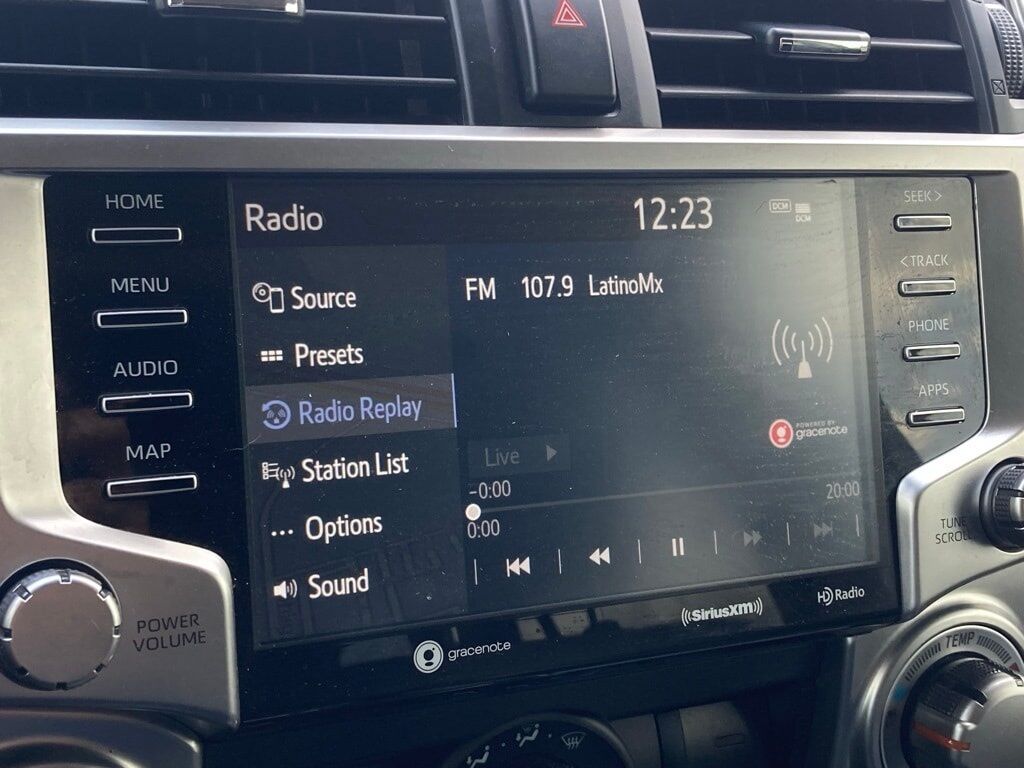 HOME
MENU
AUDIO
MAP
POWER
VOLUME
Radio 12:23 DCM DCM
Source
Presets
Radio Replay
Station List
Options
Sound
FM 107.9 LatinoMx
POWERED BY
gracenote
Live
-0:00 20:00
0:00
gracenote
((SiriusXM))
HD Radio
SEEK >
< TRACK
PHONE
APPS
TUNE
SCROLL
TEMP